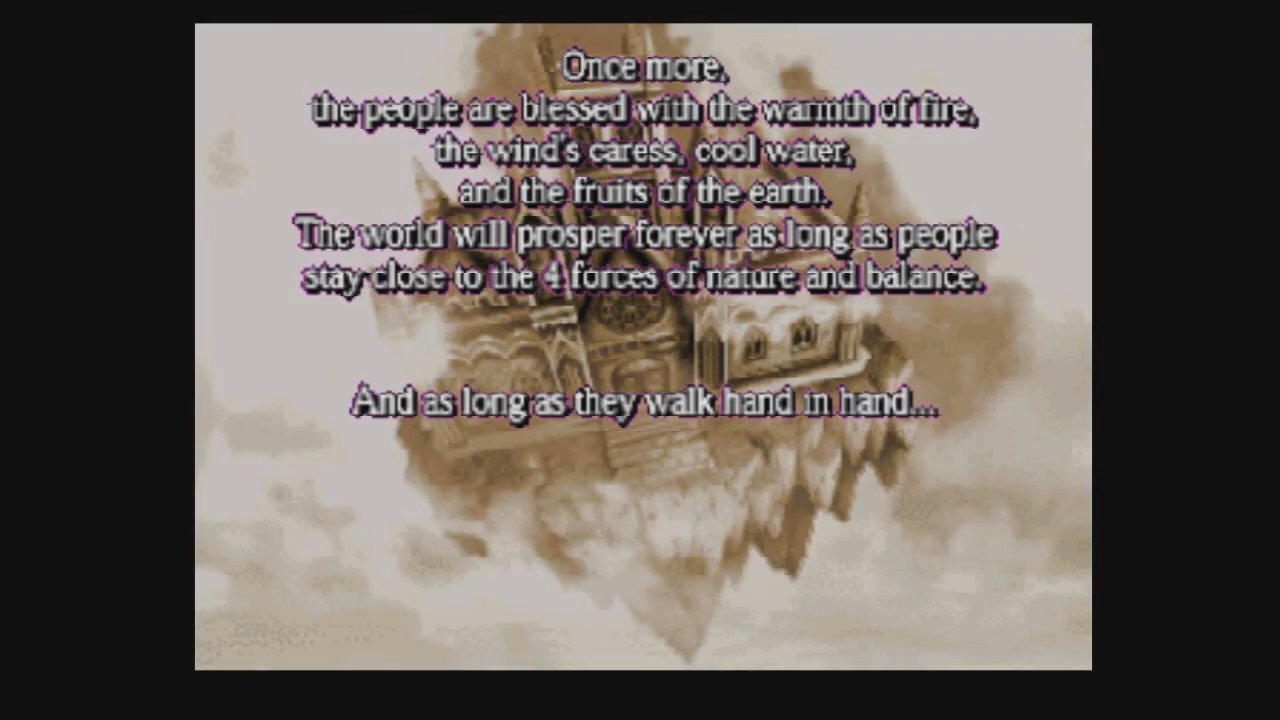 Once more,
the people are blessed with the warmth of fire,
the wind's caress, cool water,
and the fruits of the earth.
The world will prosper forever as long as people
stay close to the 4 forces of nature and balance.
And as long as they walk hand in hand...